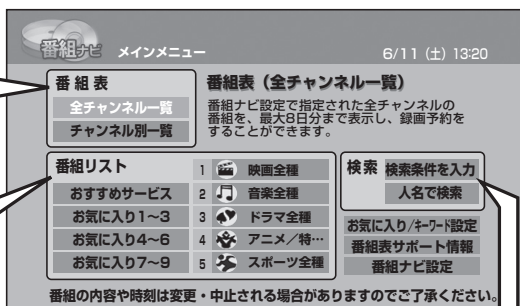 番組ナビ メインメニュー 6/11 (土) 13:20
番組表
全チャンネル一覧
チャンネル別一覧
番組表（全チャンネル一覧）
番組ナビ設定で指定された全チャンネルの
番組を、最大8日分まで表示し、録画予約を
することができます。
番組リスト
おすすめサービス
お気に入り1〜3
お気に入り4〜6
お気に入り7〜9
1 映画全種
2 音楽全種
3 ドラマ全種
4 アニメ／特…
5 スポーツ全種
検索 検索条件を入力
人名で検索
お気に入り/キーワード設定
番組表サポート情報
番組ナビ設定
番組の内容や時刻は変更・中止される場合がありますのでご了承ください。